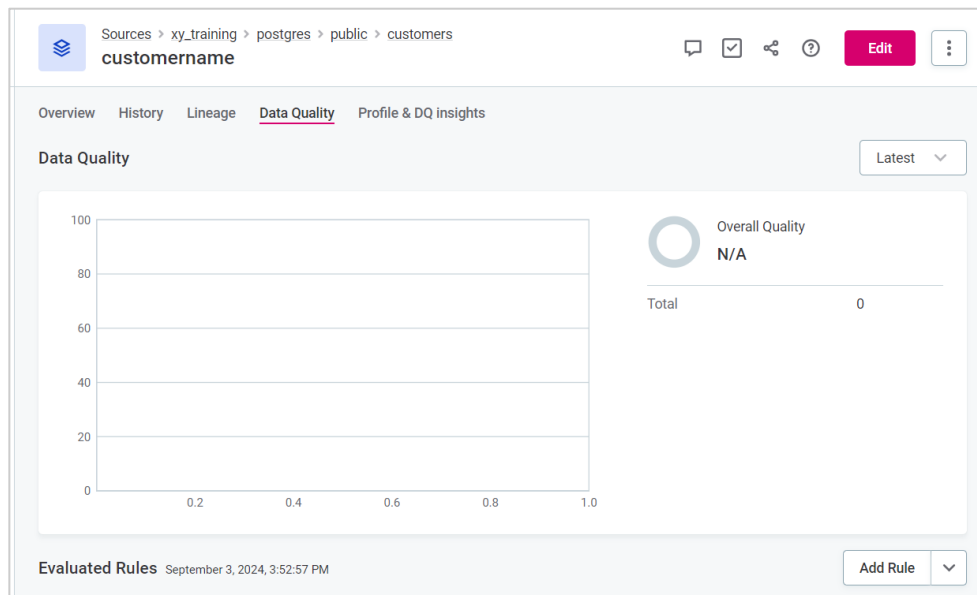 Sources > xy_training > postgres > public > customers
customername
Edit
Overview History Lineage Data Quality Profile & DQ insights
Data Quality
Latest
100
80
60
40
20
0
0.2 0.4 0.6 0.8 1.0
Overall Quality
N/A
Total 0
Evaluated Rules September 3, 2024, 3:52:57 PM
Add Rule